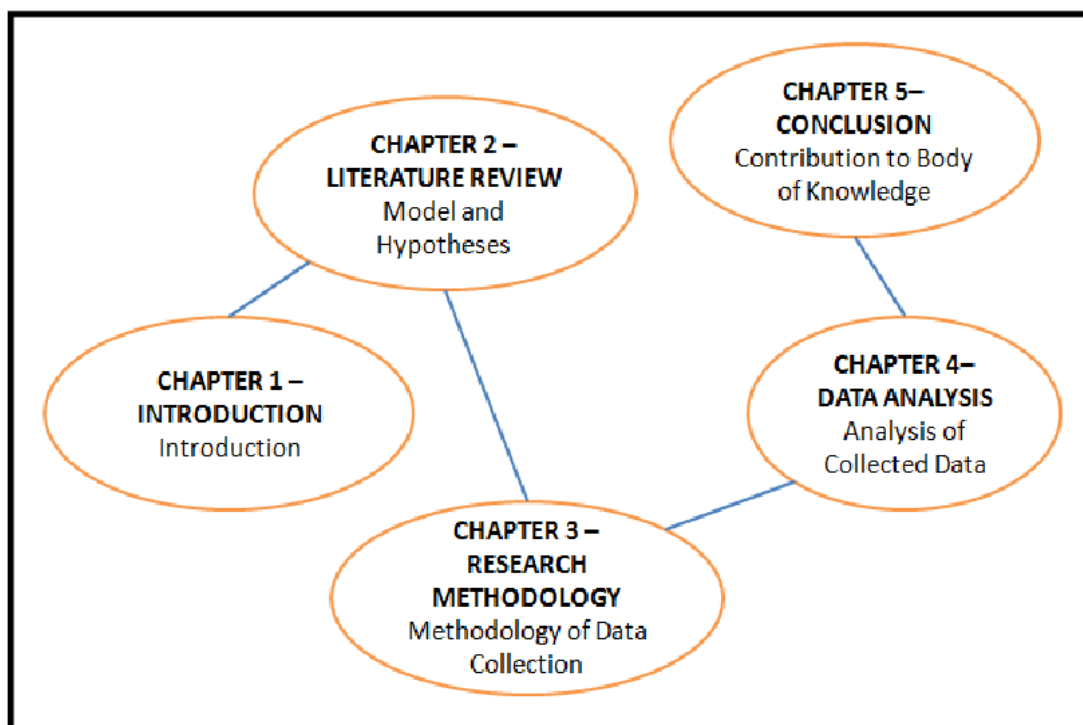 CHAPTER 1 –
INTRODUCTION
Introduction
CHAPTER 2 –
LITERATURE REVIEW
Model and
Hypotheses
CHAPTER 3 –
RESEARCH
METHODOLOGY
Methodology of Data
Collection
CHAPTER 4–
DATA ANALYSIS
Analysis of
Collected Data
CHAPTER 5–
CONCLUSION
Contribution to Body
of Knowledge